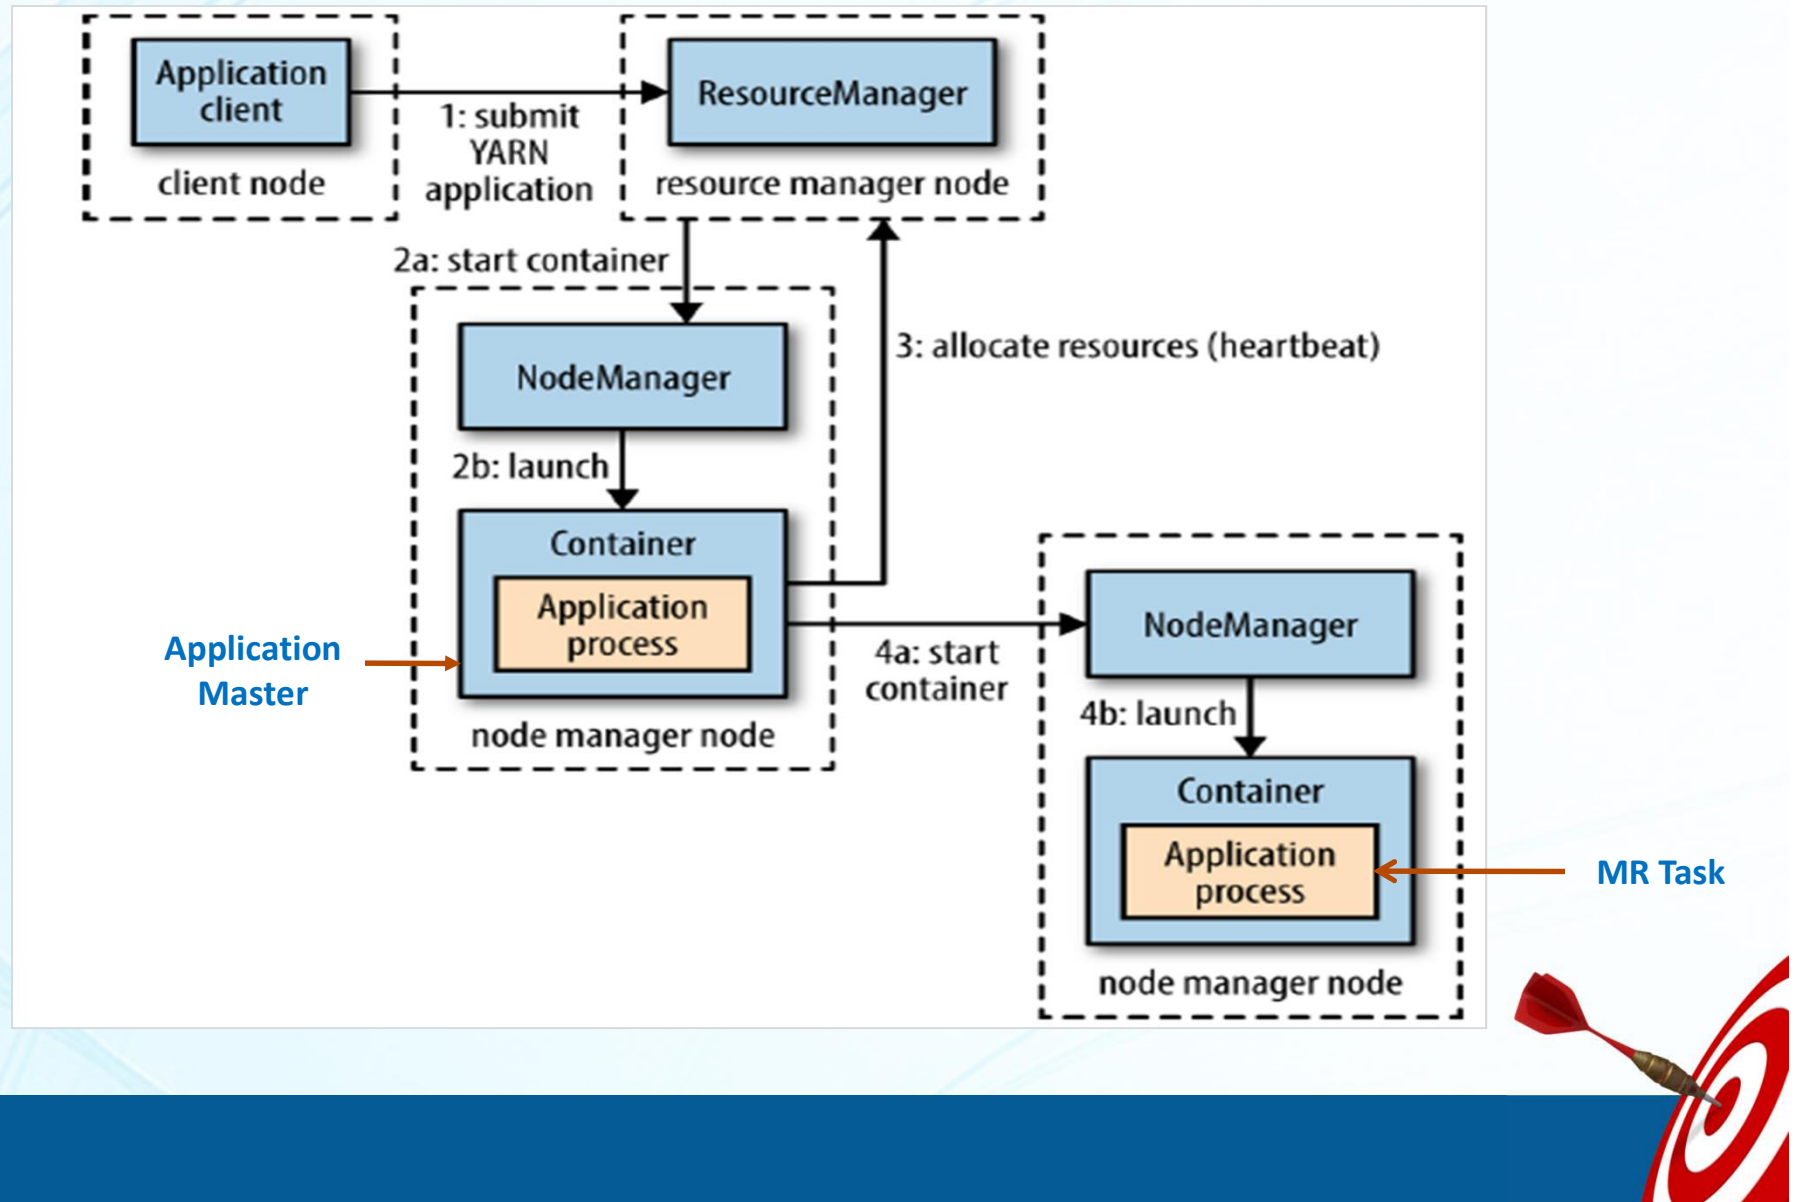 Application
client
client node
1: submit
YARN
application
ResourceManager
resource manager node
2a: start container
NodeManager
2b: launch
Container
Application
process
node manager node
3: allocate resources (heartbeat)
Application
Master
4a: start
container
NodeManager
4b: launch
Container
Application
process
node manager node
MR Task